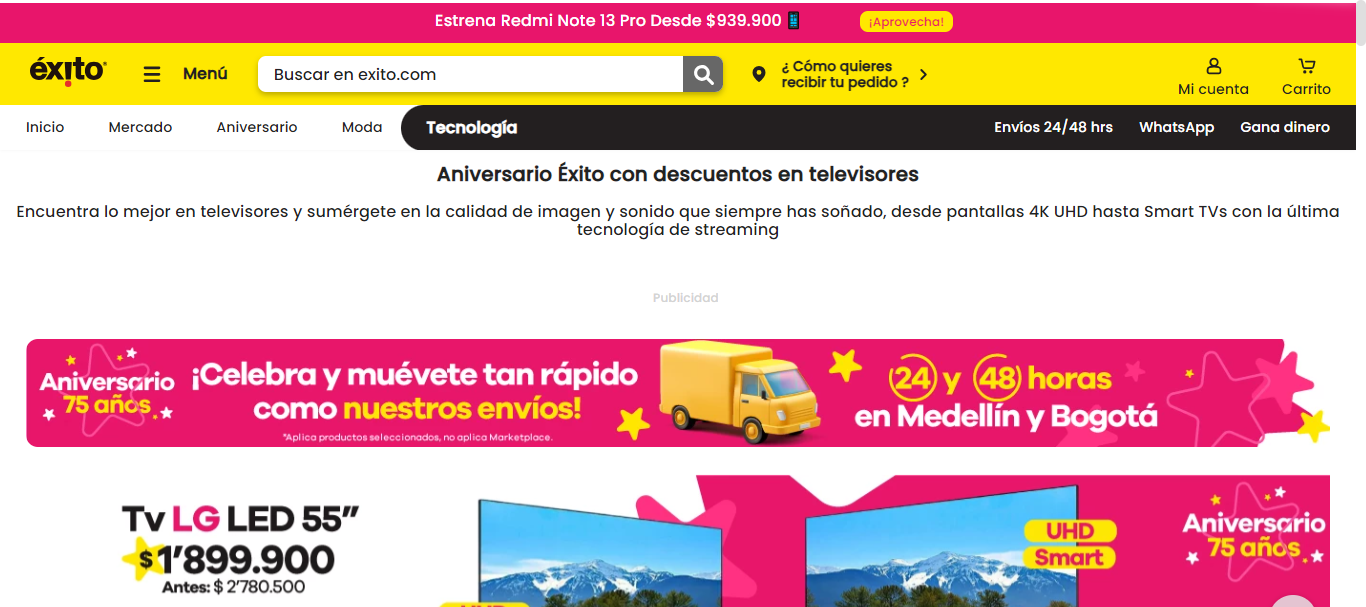 Estrena Redmi Note 13 Pro Desde $939.900
¡Aprovecha!
éxito
Menú
Buscar en exito.com
¿ Cómo quieres
recibir tu pedido ?
Mi cuenta
Carrito
Inicio
Mercado
Aniversario
Moda
Tecnología
Envíos 24/48 hrs
WhatsApp
Gana dinero
Aniversario Éxito con descuentos en televisores
Encuentra lo mejor en televisores y sumérgete en la calidad de imagen y sonido que siempre has soñado, desde pantallas 4K UHD hasta Smart TVs con la última
tecnología de streaming
Publicidad
Aniversario
75 años
¡Celebra y muévete tan rápido
como nuestros envíos!
*Aplica productos seleccionados, no aplica Marketplace.
24 y 48 horas
en Medellín y Bogotá
Tv LG LED 55”
$1'899.900
Antes: $ 2'780.500
UHD
UHD
Smart
Aniversario
75 años